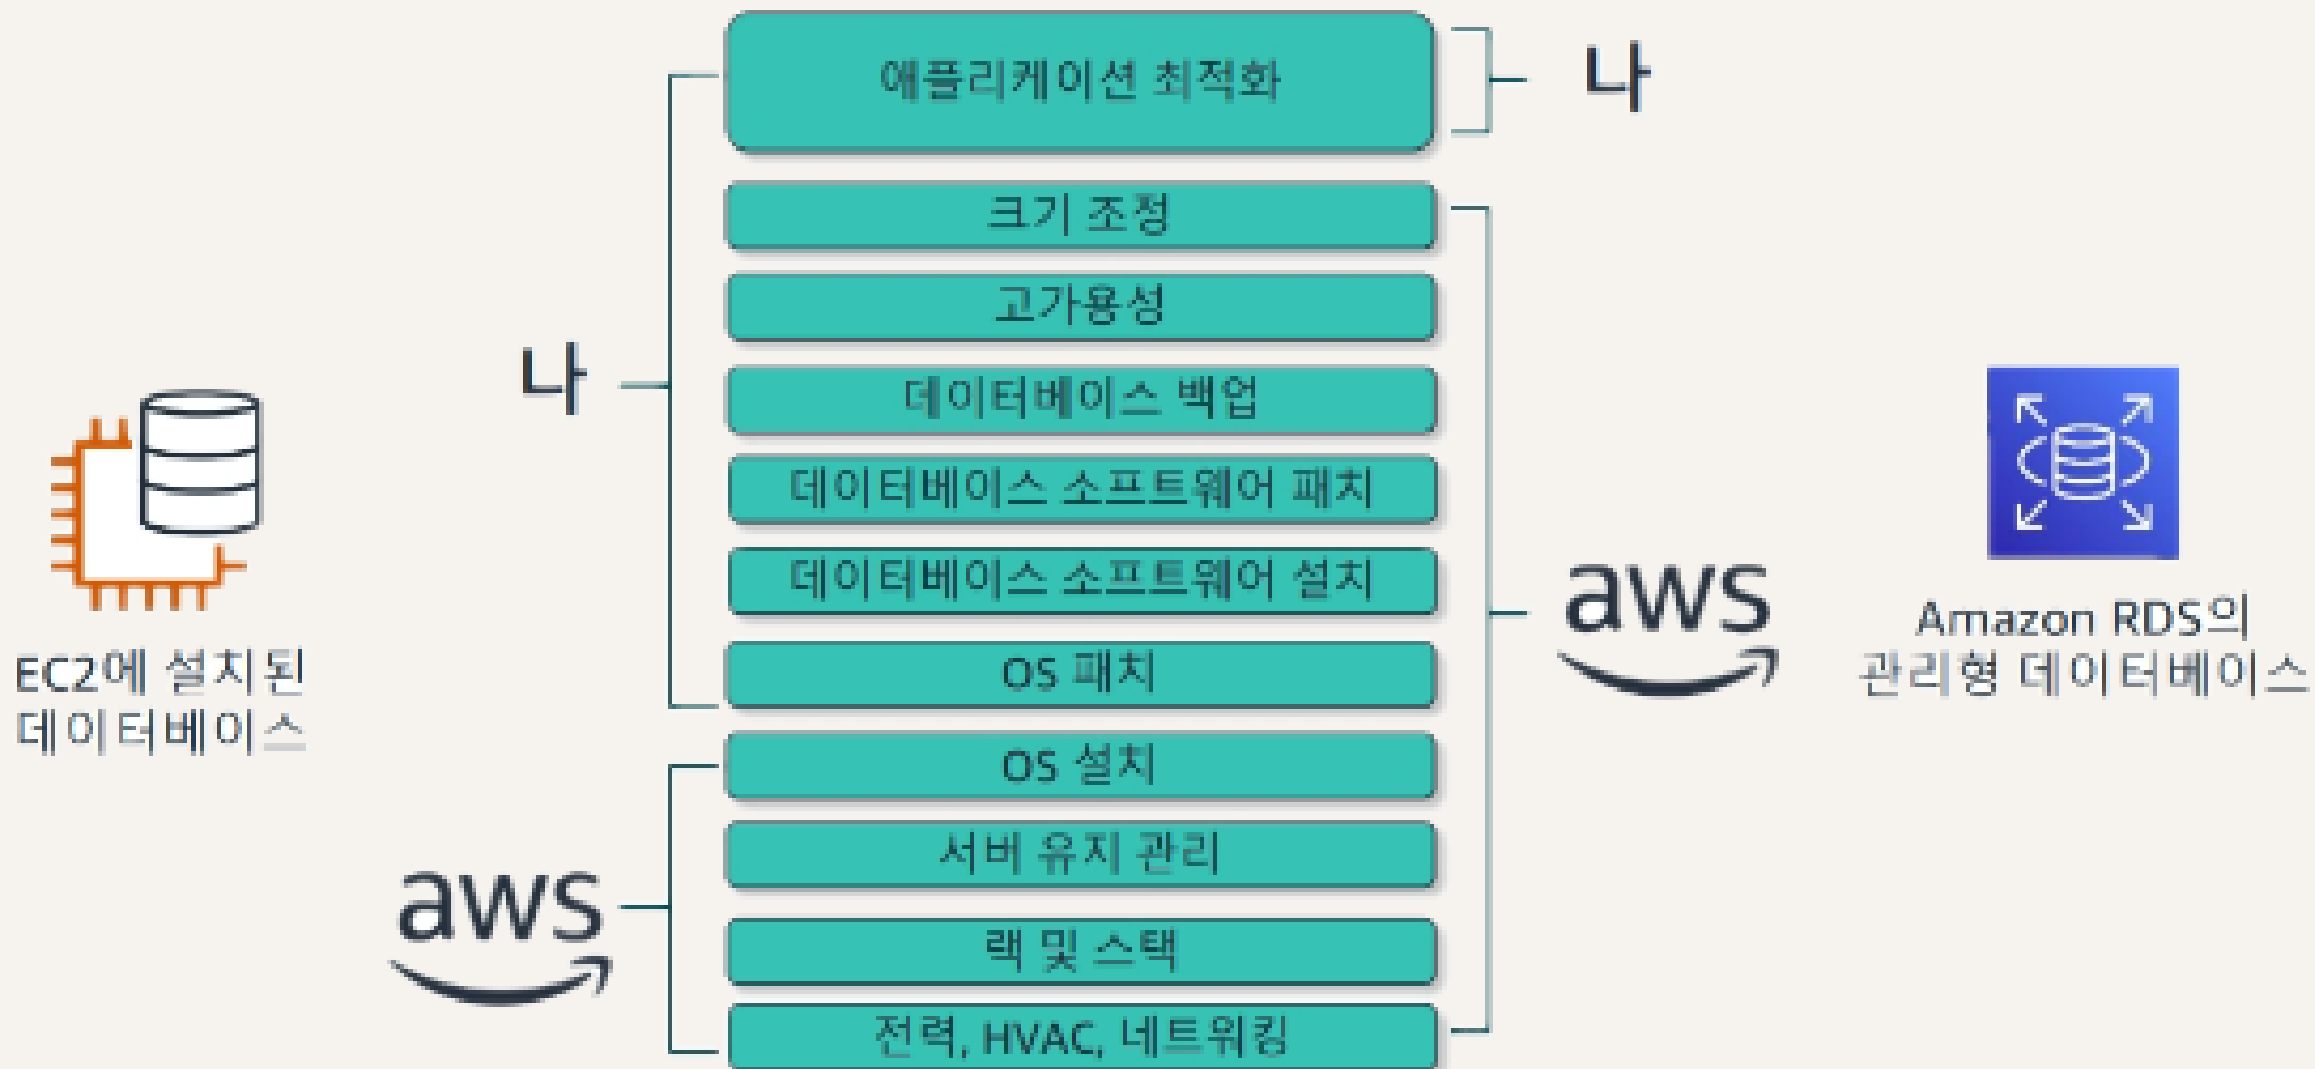 애플리케이션 최적화
나
크기 조정
고가용성
나
데이터베이스 백업
데이터베이스 소프트웨어 패치
데이터베이스 소프트웨어 설치
aws
Amazon RDS의
관리형 데이터베이스
EC2에 설치된
데이터베이스
OS 패치
OS 설치
서버 유지 관리
aws
랙 및 스택
전력, HVAC, 네트워킹